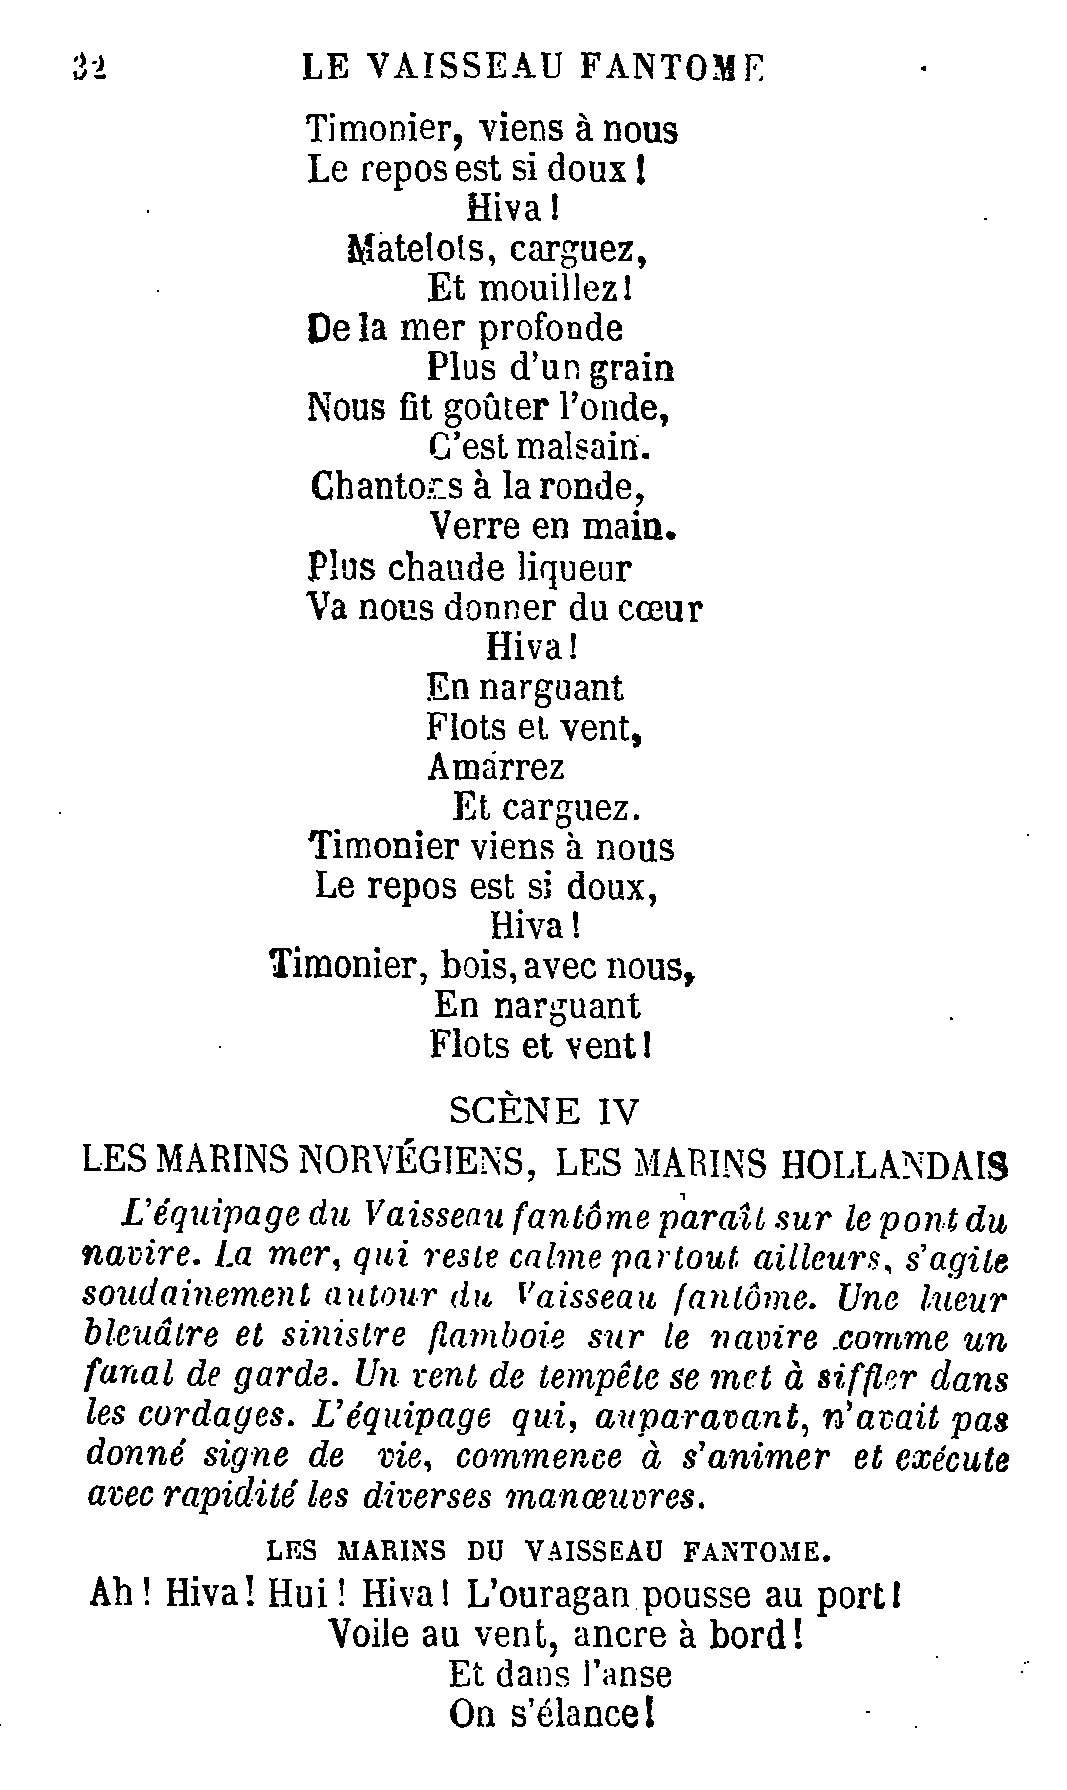 32 LE VAISSEAU FANTOME
Timonier, viens à nous
Le repos est si doux !
Hiva !
Matelots, carguez,
Et mouillez !
De la mer profonde
Plus d'un grain
Nous fit goûter l'onde,
C'est malsain.
Chantons à la ronde,
Verre en main.
Plus chaude liqueur
Va nous donner du cœur
Hiva !
En narguant
Flots et vent,
Amarrez
Et carguez.
Timonier viens à nous
Le repos est si doux,
Hiva !
Timonier, bois, avec nous,
En narguant
Flots et vent !
SCÈNE IV
LES MARINS NORVÉGIENS, LES MARINS HOLLANDAIS
L'équipage du Vaisseau fantôme paraît sur le pont du
navire. La mer, qui reste calme partout ailleurs, s'agite
soudainement autour du Vaisseau fantôme. Une lueur
bleuâtre et sinistre flamboie sur le navire comme un
fanal de garde. Un vent de tempête se met à siffler dans
les cordages. L'équipage qui, auparavant, n'avait pas
donné signe de vie, commence à s'animer et exécute
avec rapidité les diverses manœuvres.
LES MARINS DU VAISSEAU FANTOME.
Ah ! Hiva ! Hui ! Hiva ! L'ouragan pousse au port !
Voile au vent, ancre à bord !
Et dans l'anse
On s'élance !